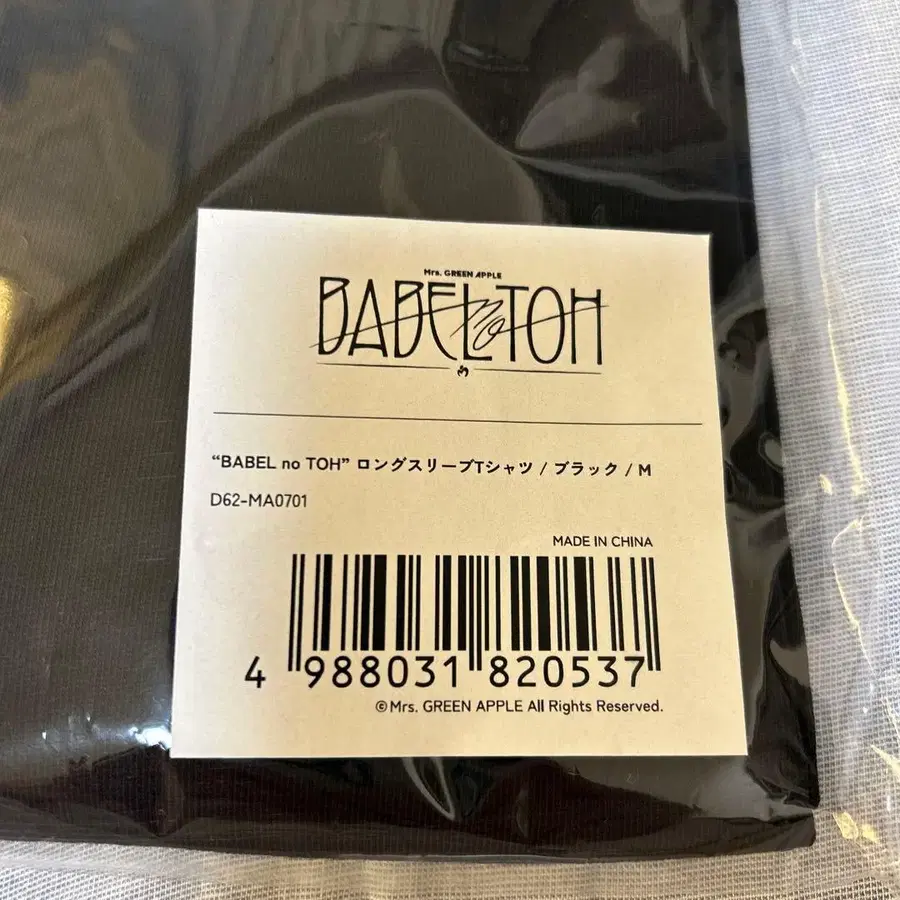 Mrs. GREEN APPLE
BABEL no TOH
“BABEL no TOH” ロングスリーブTシャツ / ブラック / M
D62-MA0701
MADE IN CHINA
4 988031 820537
©Mrs. GREEN APPLE All Rights Reserved.